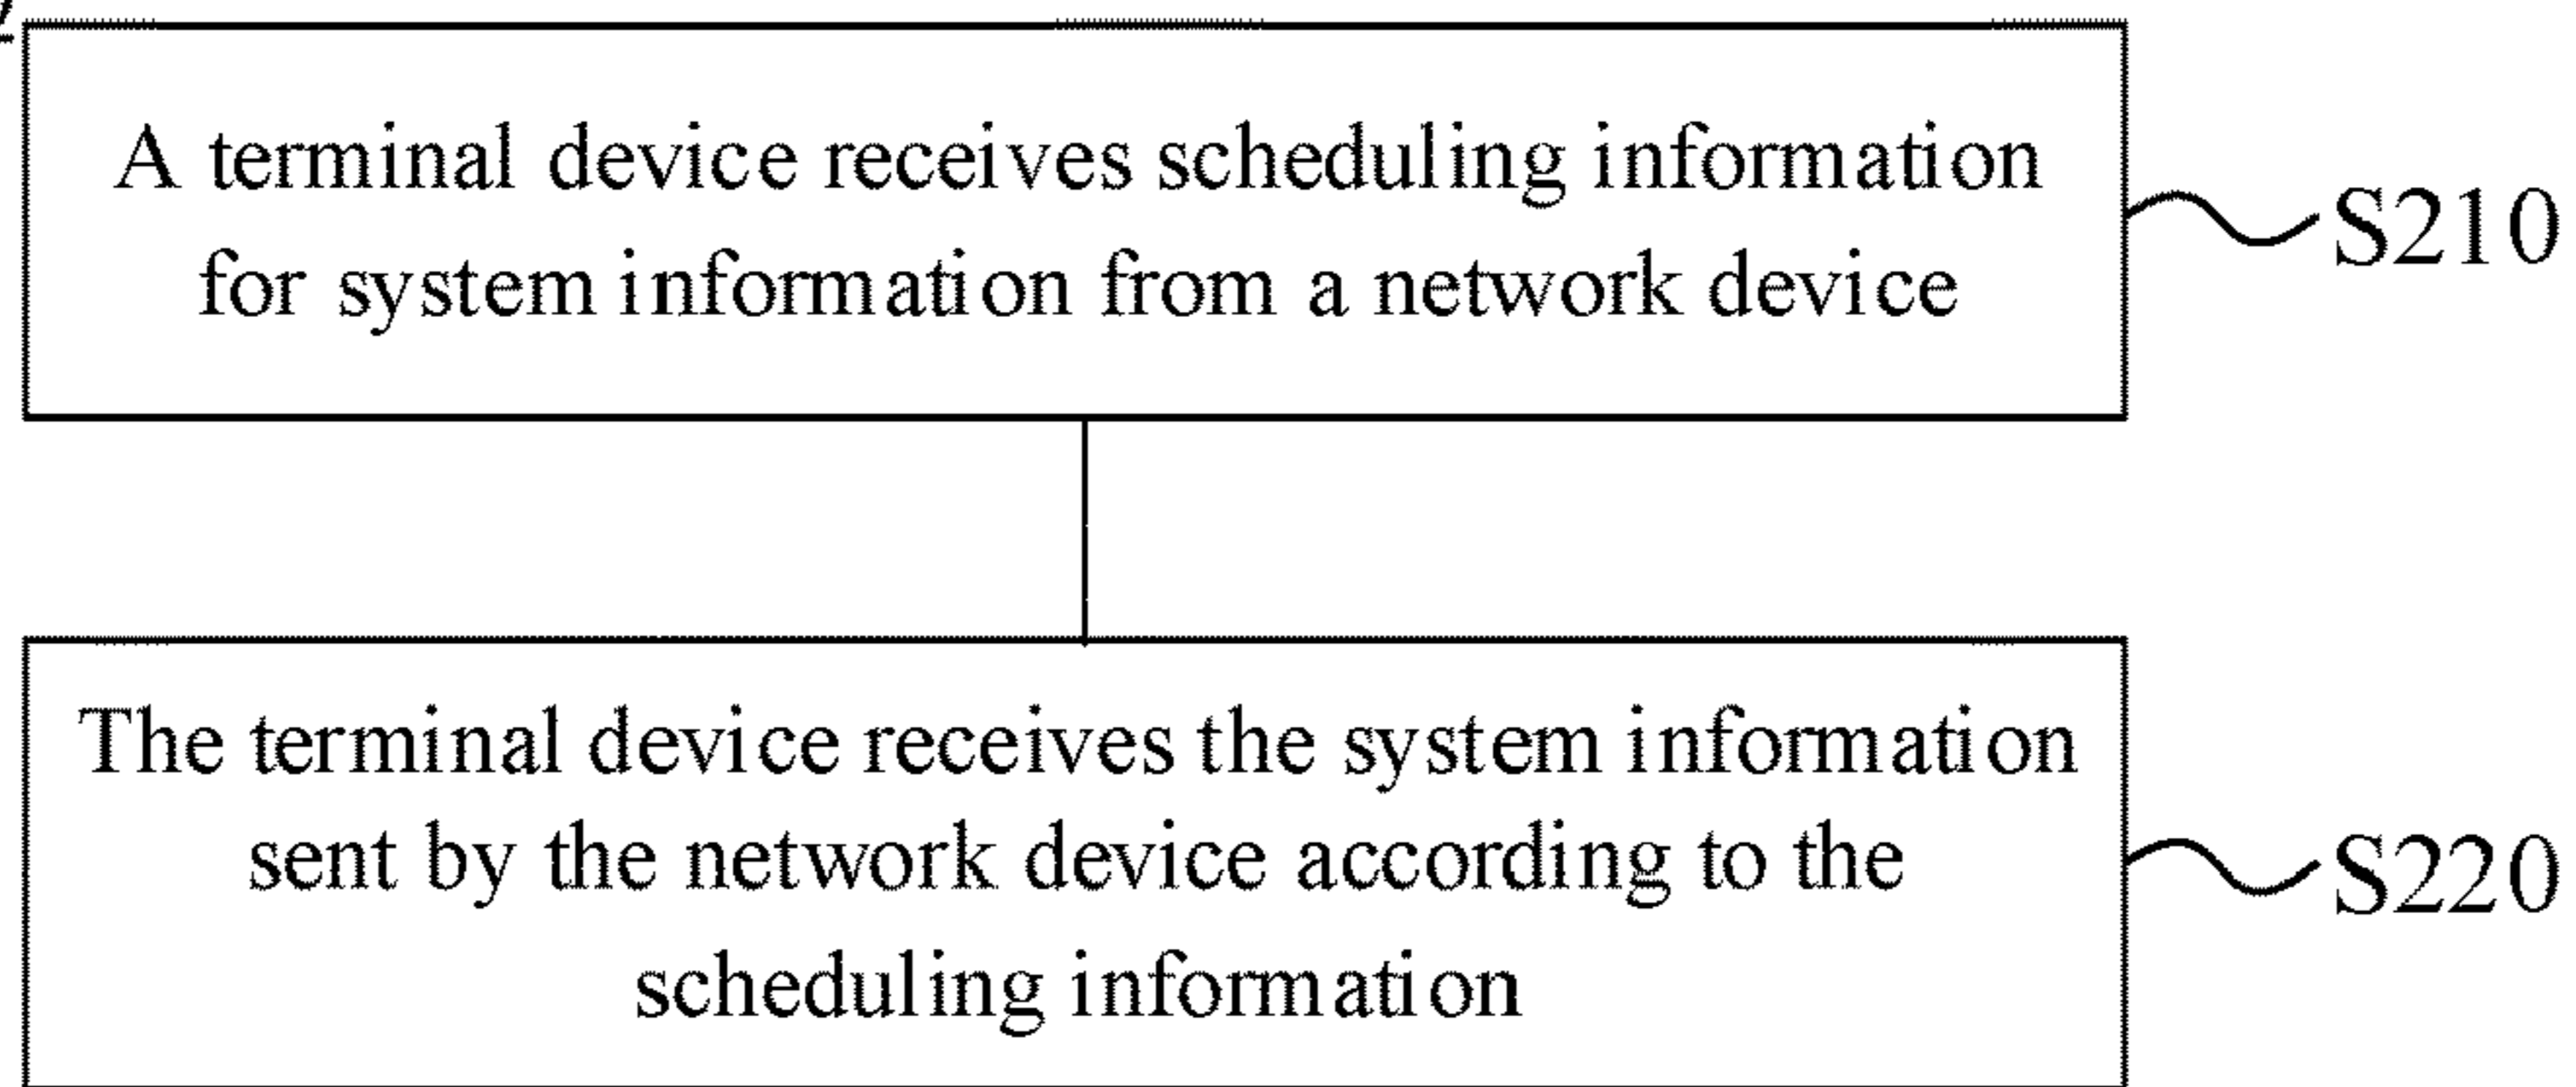 A terminal device receives scheduling information
for system information from a network device
S210
The terminal device receives the system information
sent by the network device according to the
scheduling information
S220